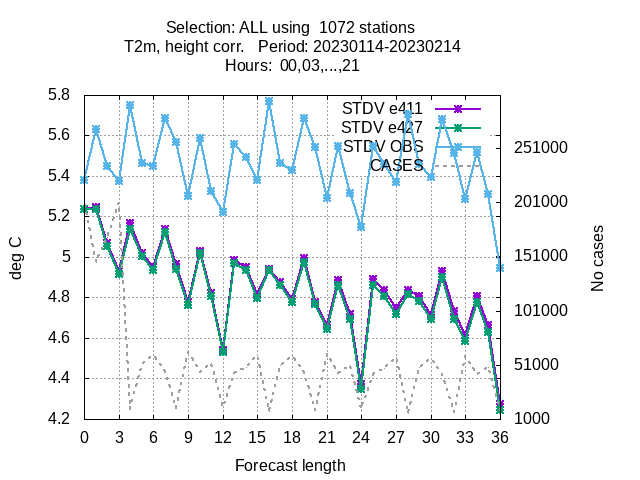 Selection: ALL using  1072 stations
T2m, height corr.   Period: 20230114-20230214
Hours:  00,03,...,21
deg C
5.8
5.6
5.4
5.2
5
4.8
4.6
4.4
4.2
STDV e411
STDV e427
STDV OBS
CASES
251000
201000
151000
101000
51000
1000
No cases
0 3 6 9 12 15 18 21 24 27 30 33 36
Forecast length